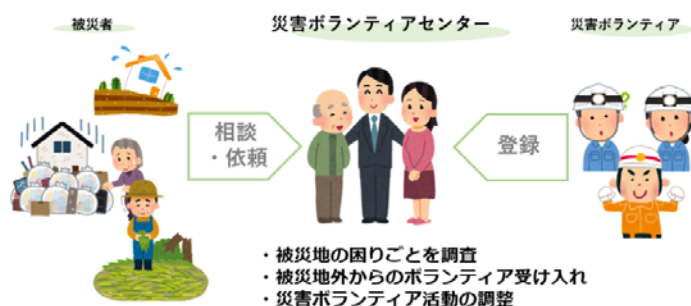 被災者
災害ボランティアセンター
災害ボランティア
相談
・依頼
登録
・被災地の困りごとを調査
・被災地外からのボランティア受け入れ
・災害ボランティア活動の調整